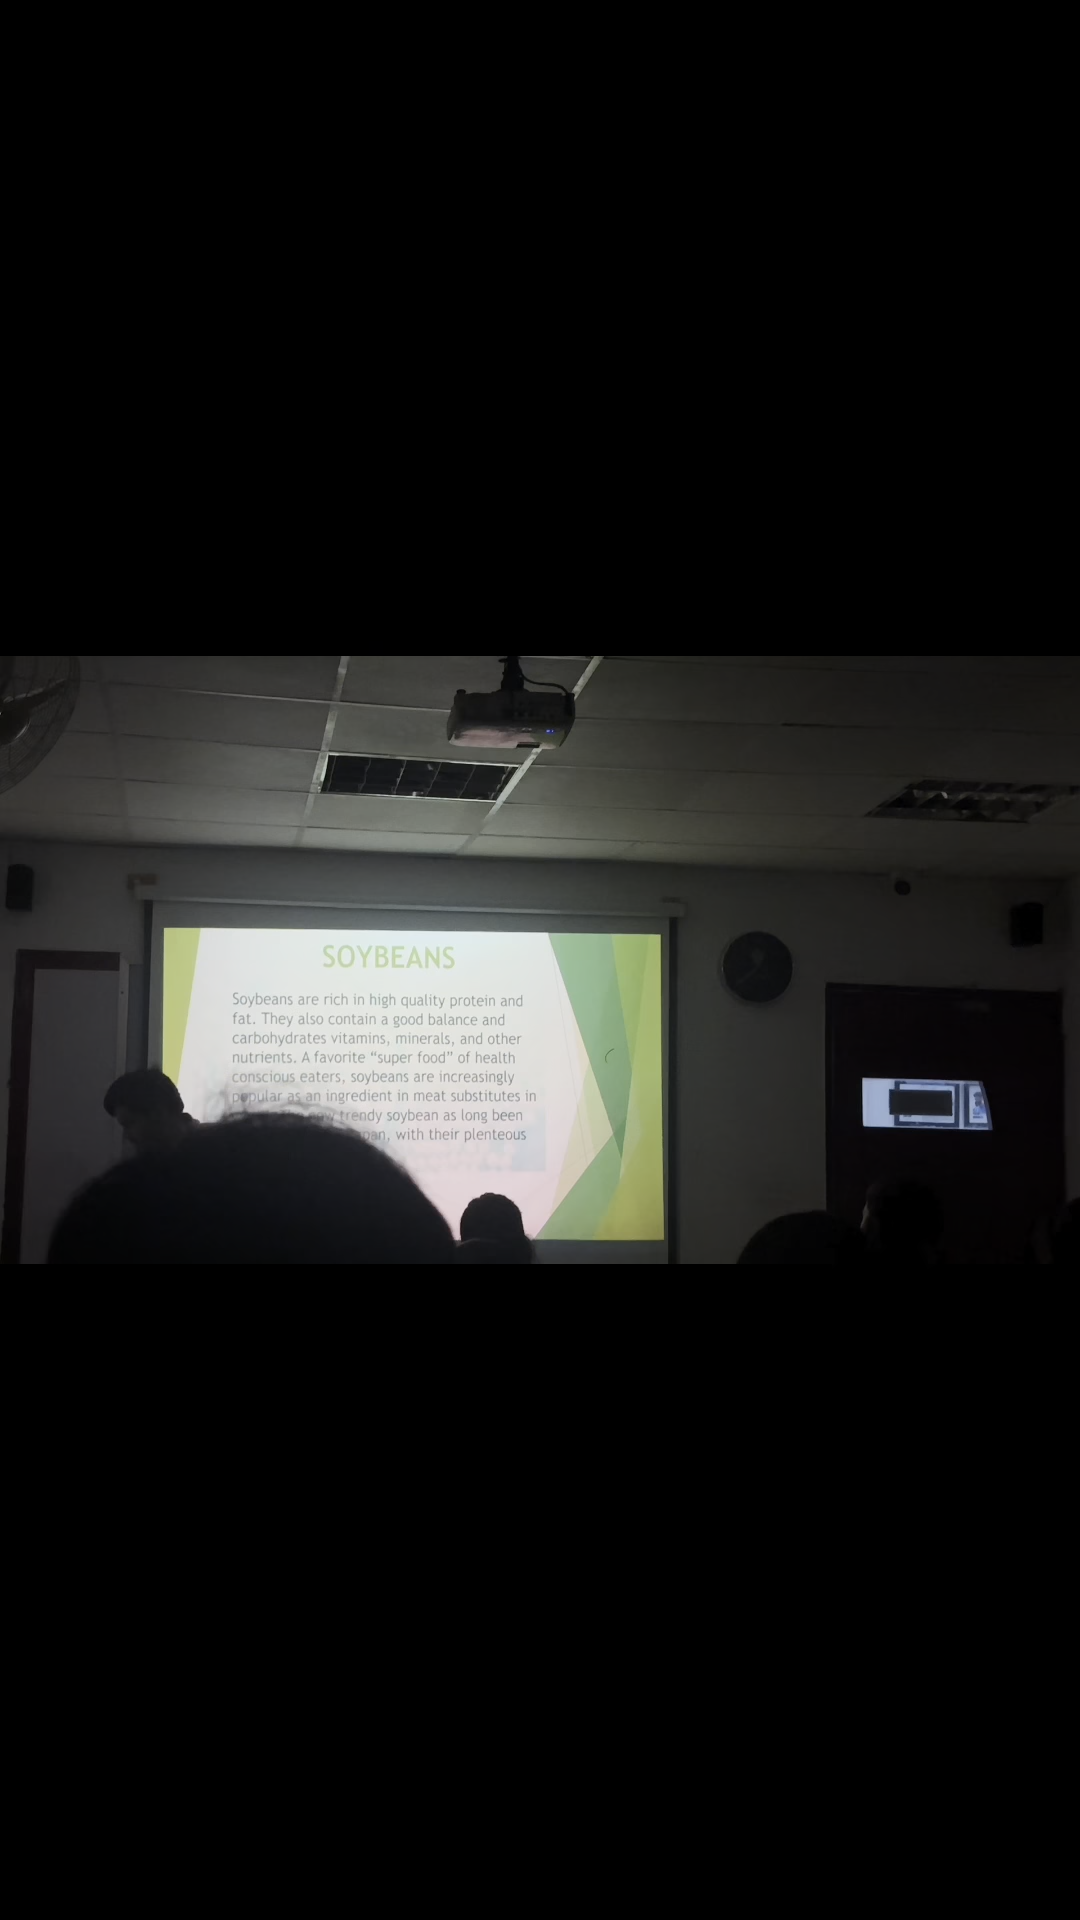 SOYBEANS
Soybeans are rich in high quality protein and
fat. They also contain a good balance and
carbohydrates vitamins, minerals, and other
nutrients. A favorite “super food” of health
conscious eaters, soybeans are increasingly
popular as an ingredient in meat substitutes in
now trendy soybean as long been
with their plenteous